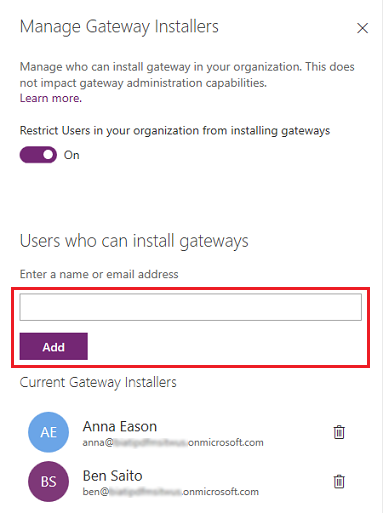 Manage Gateway Installers
Manage who can install gateway in your organization. This does
not impact gateway administration capabilities.
Learn more.
Restrict Users in your organization from installing gateways
On
Users who can install gateways
Enter a name or email address
Add
Current Gateway Installers
AE
Anna Eason
anna@ .onmicrosoft.com
BS
Ben Saito
ben@ .onmicrosoft.com